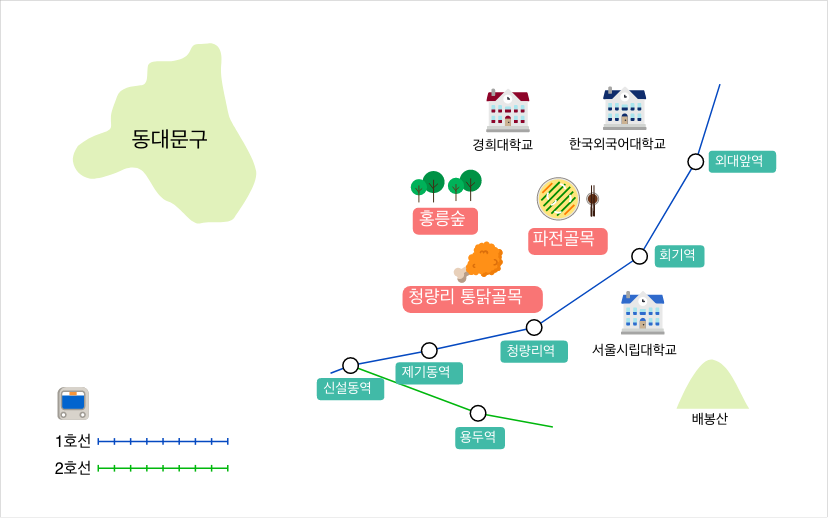 동대문구
경희대학교
한국외국어대학교
외대앞역
홍릉숲
파전골목
회기역
청량리 통닭골목
서울시립대학교
청량리역
제기동역
신설동역
용두역
배봉산
1호선
2호선